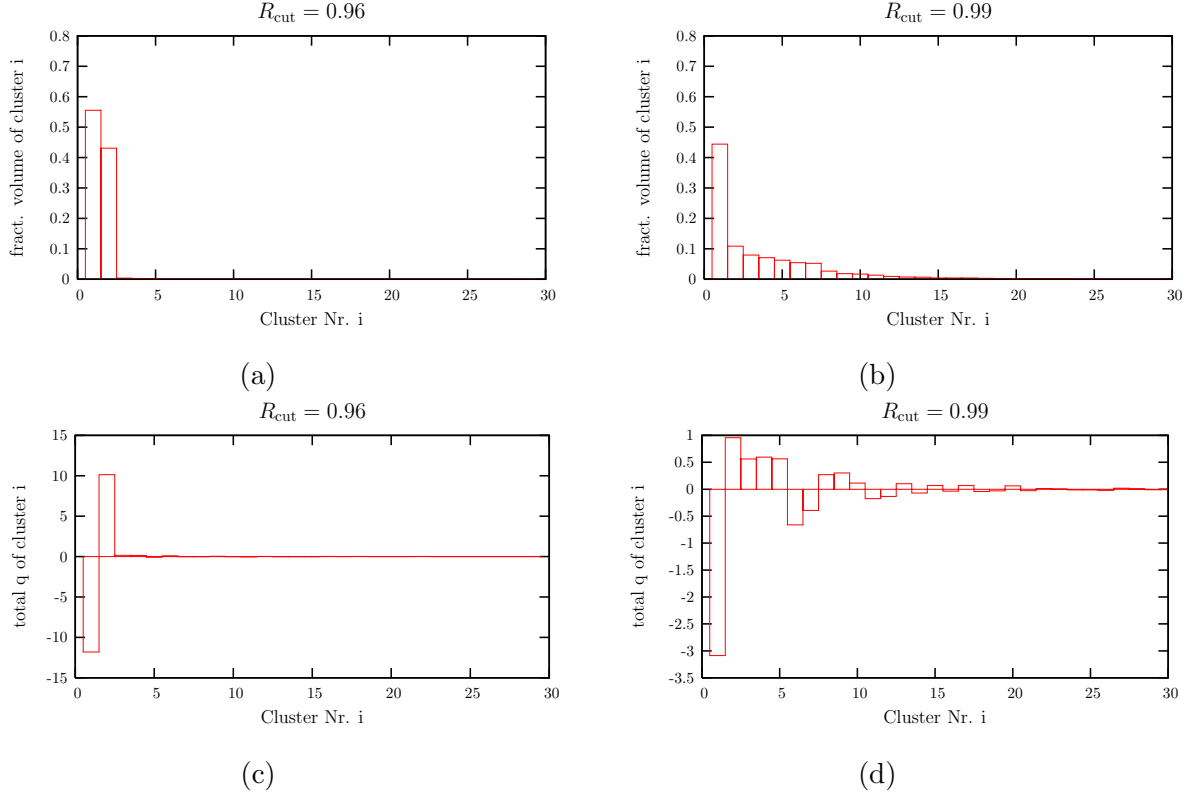 R_cut = 0.96
fract. volume of cluster i
0.8
0.7
0.6
0.5
0.4
0.3
0.2
0.1
0
0 5 10 15 20 25 30
Cluster Nr. i
(a)
R_cut = 0.99
fract. volume of cluster i
0.8
0.7
0.6
0.5
0.4
0.3
0.2
0.1
0
0 5 10 15 20 25 30
Cluster Nr. i
(b)
R_cut = 0.96
total q of cluster i
15
10
5
0
-5
-10
-15
0 5 10 15 20 25 30
Cluster Nr. i
(c)
R_cut = 0.99
total q of cluster i
1
0.5
0
-0.5
-1
-1.5
-2
-2.5
-3
-3.5
0 5 10 15 20 25 30
Cluster Nr. i
(d)